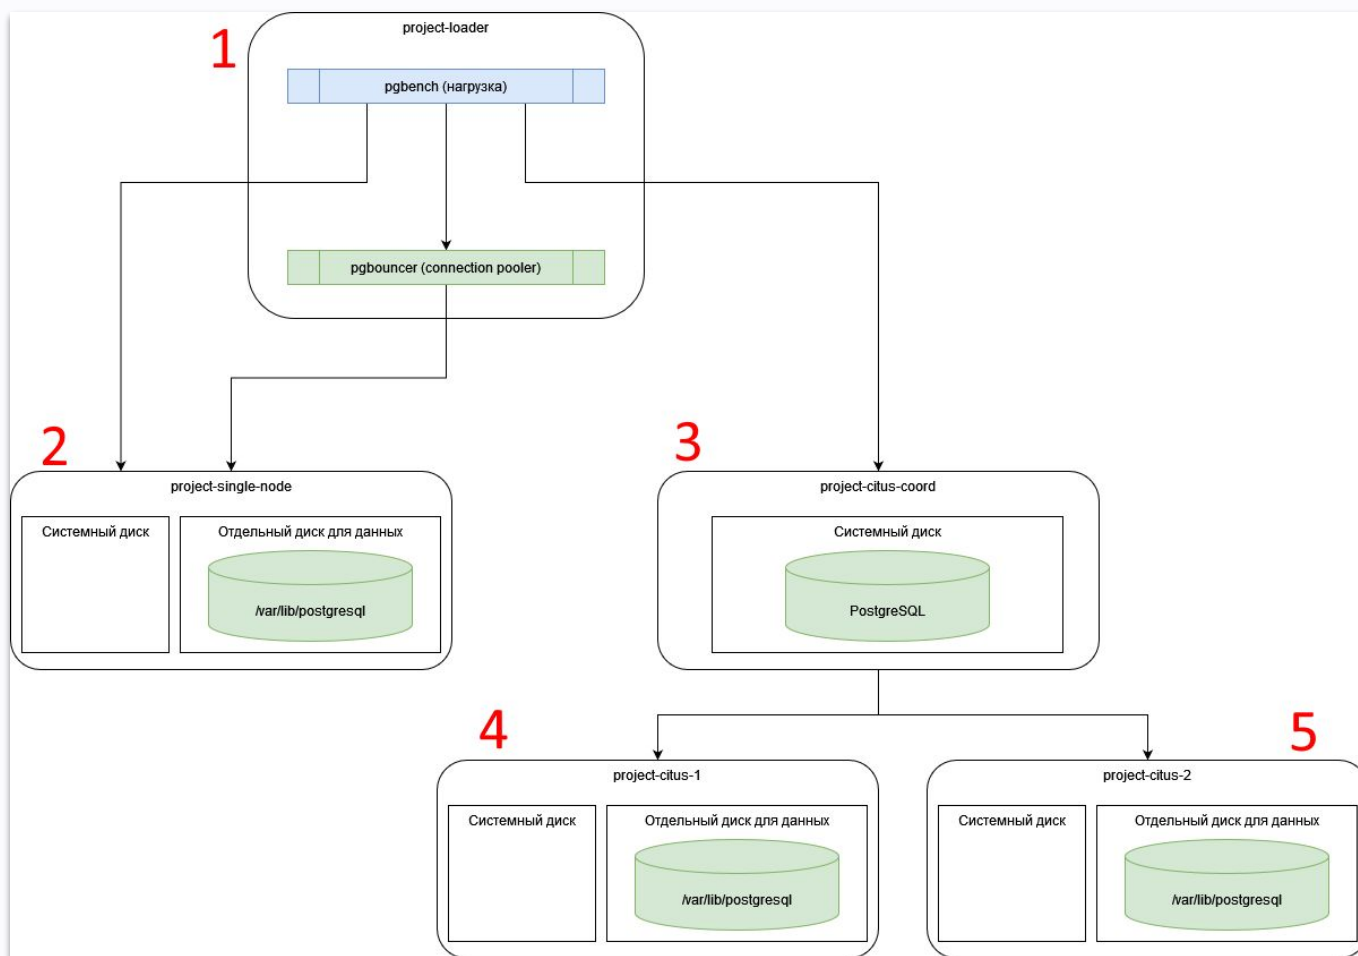 1
project-loader
pgbench (нагрузка)
pgbouncer (connection pooler)
2
project-single-node
Системный диск
Отдельный диск для данных
/var/lib/postgresql
3
project-citus-coord
Системный диск
PostgreSQL
4
project-citus-1
Системный диск
Отдельный диск для данных
/var/lib/postgresql
5
project-citus-2
Системный диск
Отдельный диск для данных
/var/lib/postgresql